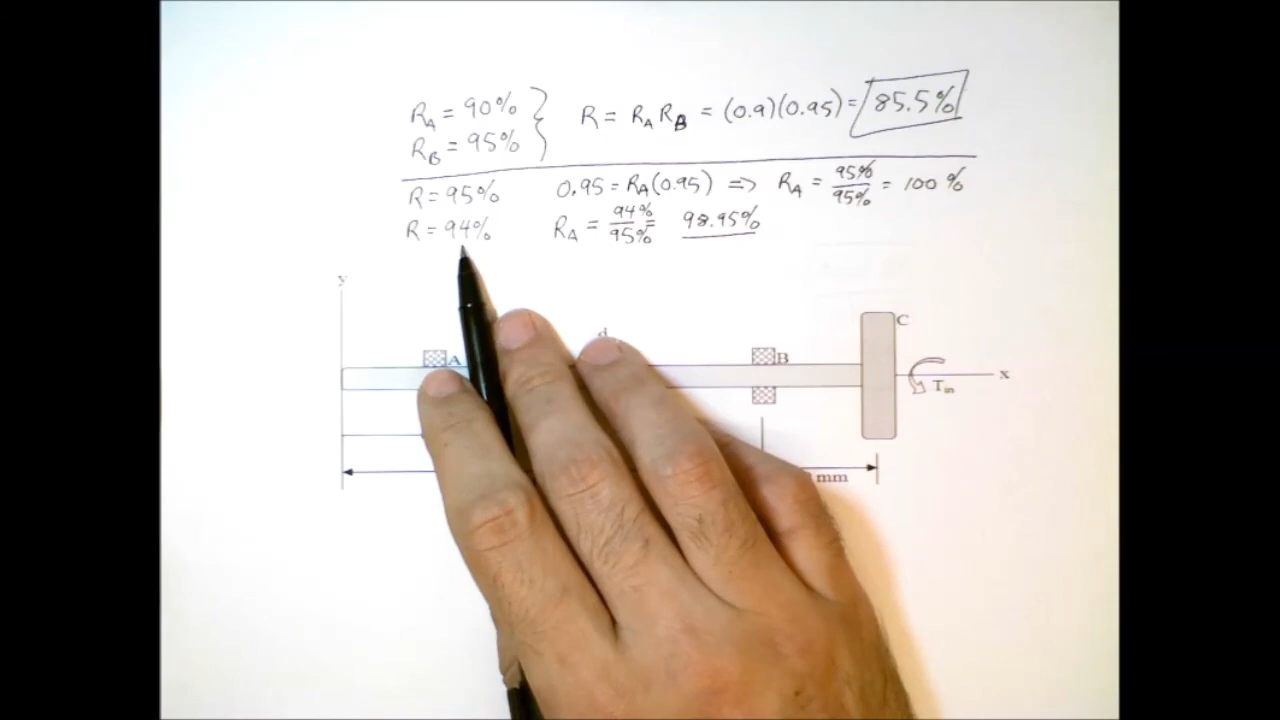 R_A = 90% } R = R_A R_B = (0.9)(0.95) = 85.5%
R_B = 95%
R = 95% 0.95 = R_A(0.95) => R_A = 95%/95% = 100%
R = 94% R_A = 94%/95% = 98.95%
y
d
C
A
B
x
T_in
mm